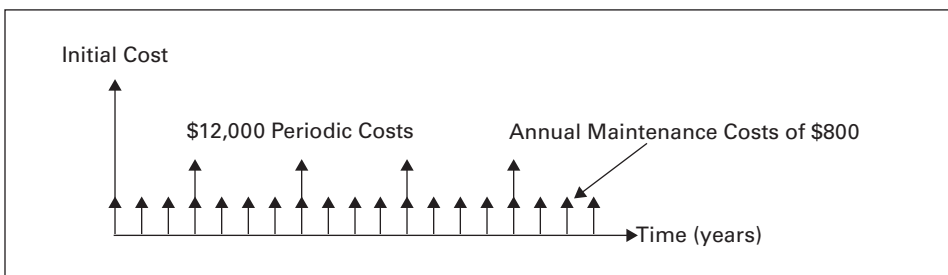 Initial Cost
$12,000 Periodic Costs
Annual Maintenance Costs of $800
Time (years)